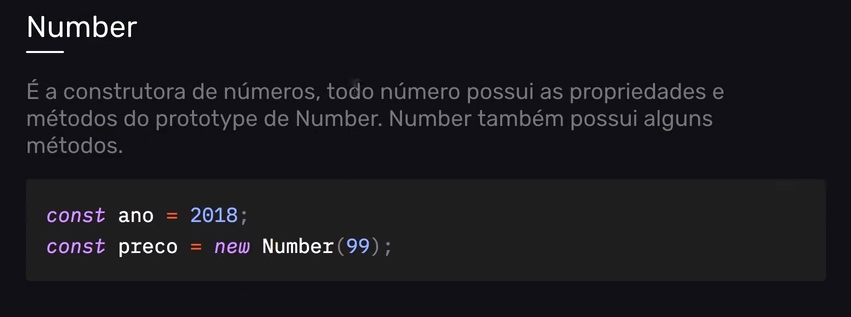 Number
É a construtora de números, todo número possui as propriedades e
métodos do prototype de Number. Number também possui alguns
métodos.
const ano = 2018;
const preco = new Number(99);